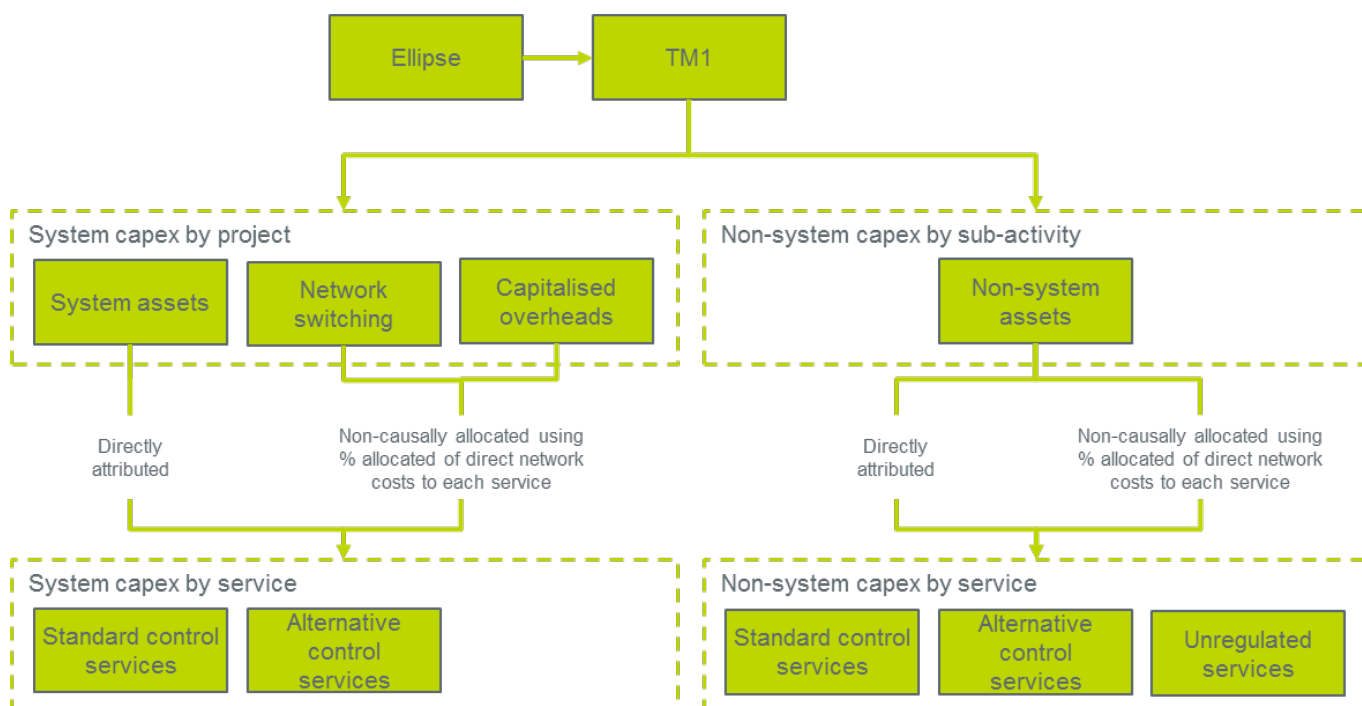 Ellipse
TM1
System capex by project
System assets
Network
switching
Capitalised
overheads
Non-system capex by sub-activity
Non-system
assets
Directly
attributed
Non-causally allocated using
% allocated of direct network
costs to each service
Directly
attributed
Non-causally allocated using
% allocated of direct network
costs to each service
System capex by service
Standard control
services
Alternative
control
services
Non-system capex by service
Standard control
services
Alternative
control
services
Unregulated
services